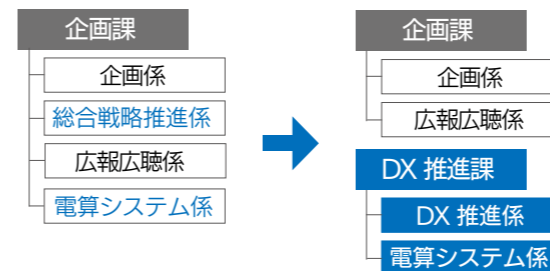 企画課
企画係
総合戦略推進係
広報広聴係
電算システム係
企画課
企画係
広報広聴係
DX 推進課
DX 推進係
電算システム係